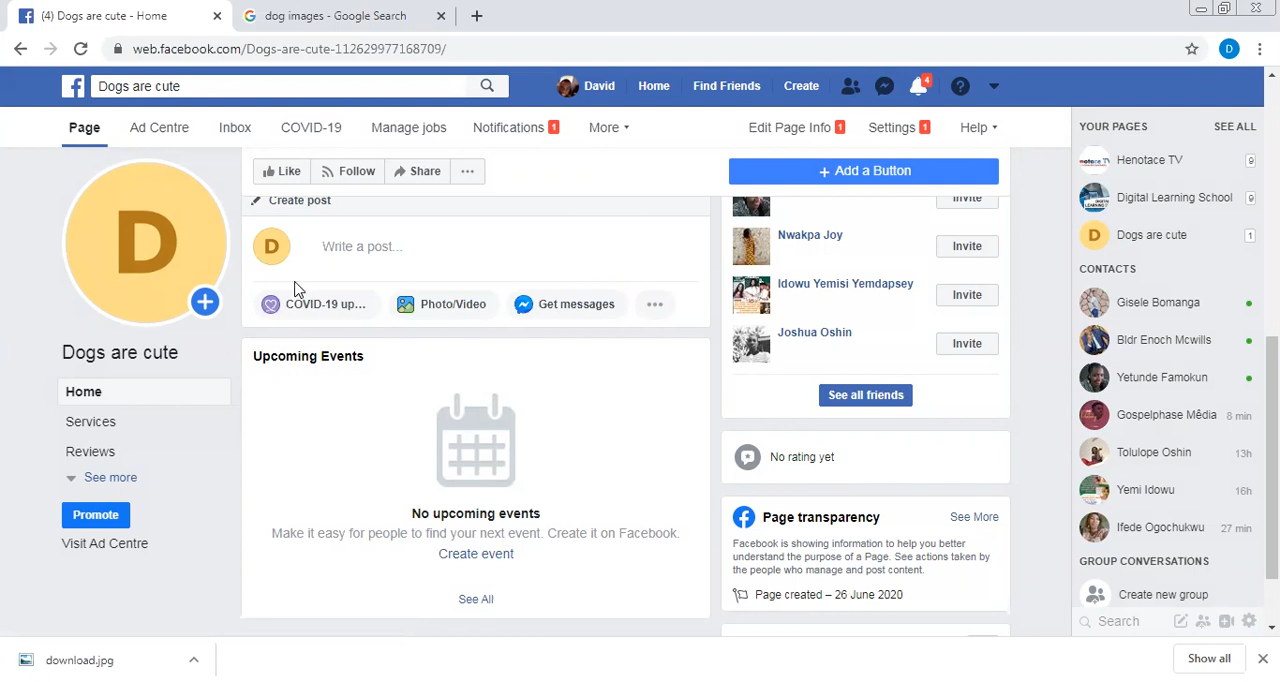 (4) Dogs are cute - Home
dog images - Google Search
web.facebook.com/Dogs-are-cute-112629977168709/
D
Dogs are cute
David
Home
Find Friends
Create
4
Page
Ad Centre
Inbox
COVID-19
Manage jobs
Notifications 1
More
Edit Page Info 1
Settings 1
Help
D
Dogs are cute
Home
Services
Reviews
See more
Promote
Visit Ad Centre
Like
Follow
Share
Add a Button
Create post
D
Write a post...
COVID-19 up...
Photo/Video
Get messages
Upcoming Events
No upcoming events
Make it easy for people to find your next event. Create it on Facebook.
Create event
See All
Invite
Nwakpa Joy
Invite
Idowu Yemisi Yemdapsey
Invite
Joshua Oshin
Invite
See all friends
No rating yet
Page transparency
See More
Facebook is showing information to help you better
understand the purpose of a Page. See actions taken by
the people who manage and post content.
Page created – 26 June 2020
YOUR PAGES
SEE ALL
Henotace TV
9
Digital Learning School
9
D
Dogs are cute
1
CONTACTS
Gisele Bomanga
Bldr Enoch Mcwills
Yetunde Famokun
Gospelphase Mêdia
8 min
Tolulope Oshin
13h
Yemi Idowu
16h
Ifede Ogochukwu
27 min
GROUP CONVERSATIONS
Create new group
Search
download.jpg
Show all